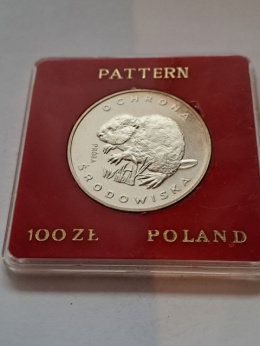 PATTERN
OCHRONA
PRÓBA
ŚRODOWISKA
100 ZŁ POLAND